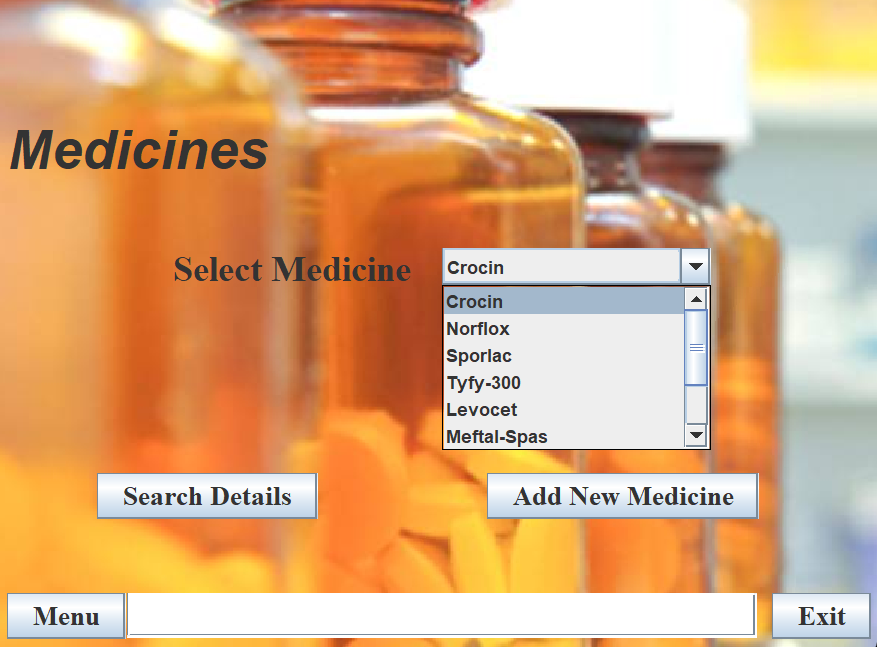 Medicines
Select Medicine
Crocin
Crocin
Norflox
Sporlac
Tyfy-300
Levocet
Meftal-Spas
Search Details
Add New Medicine
Menu
Exit